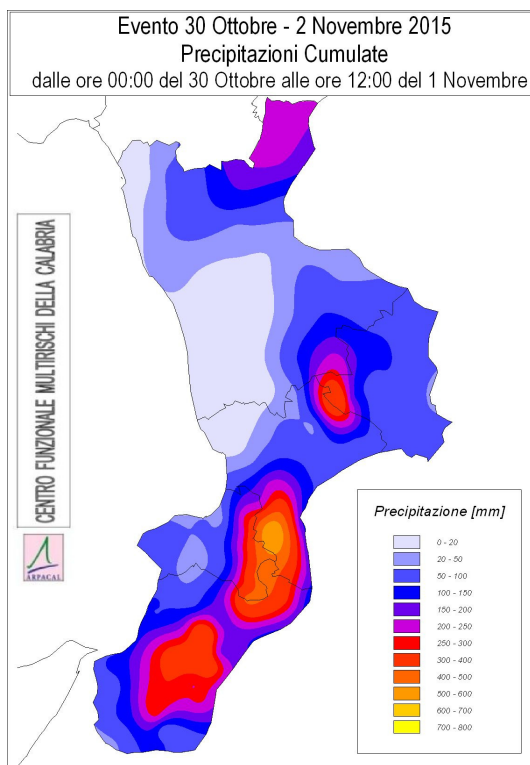 Evento 30 Ottobre - 2 Novembre 2015
Precipitazioni Cumulate
dalle ore 00:00 del 30 Ottobre alle ore 12:00 del 1 Novembre
CENTRO FUNZIONALE MULTIRISCHI DELLA CALABRIA
ARPACAL
Precipitazione [mm]
0 - 20
20 - 50
50 - 100
100 - 150
150 - 200
200 - 250
250 - 300
300 - 400
400 - 500
500 - 600
600 - 700
700 - 800